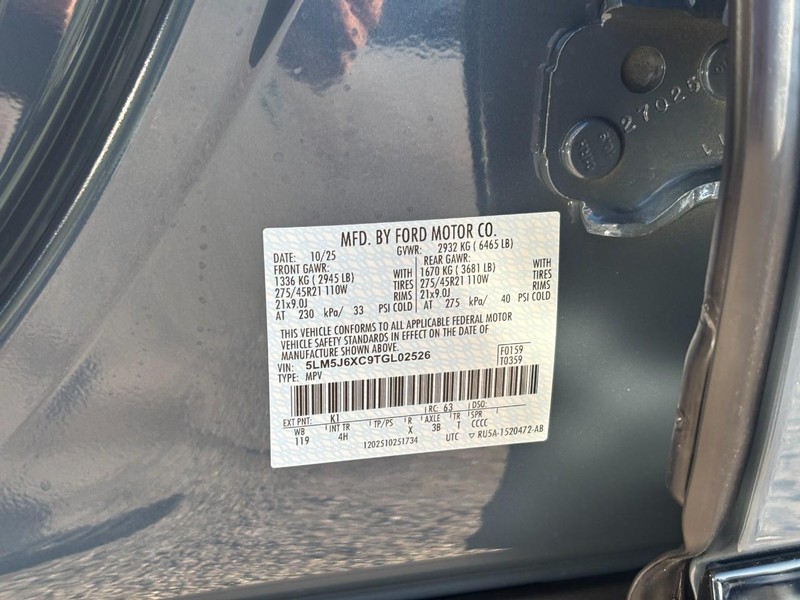 27025
MFD. BY FORD MOTOR CO.
DATE: 10/25 GVWR: 2932 KG ( 6465 LB)
FRONT GAWR: REAR GAWR:
1336 KG ( 2945 LB) WITH 1670 KG ( 3681 LB) WITH
275/45R21 110W TIRES 275/45R21 110W TIRES
21x9.0J RIMS 21x9.0J RIMS
AT 230 kPa/ 33 PSI COLD AT 275 kPa/ 40 PSI COLD
THIS VEHICLE CONFORMS TO ALL APPLICABLE FEDERAL MOTOR
VEHICLE SAFETY STANDARDS IN EFFECT ON THE DATE OF
MANUFACTURE SHOWN ABOVE.
VIN: 5LM5J6XC9TGL02526 F0159
TYPE: MPV T0359
EXT PNT: K1 RC: 63 DSO:
WB INT TR TP/PS R AXLE TR SPR
119 4H X 3B T CCCC
1202510251734 UTC ▽ RU5A-1520472-AB